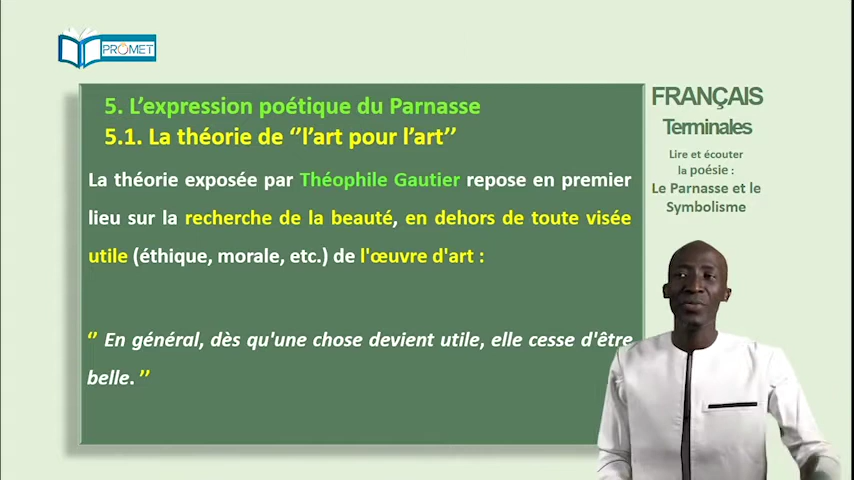 PROMET
5. L'expression poétique du Parnasse
5.1. La théorie de ‘’l'art pour l'art’’
La théorie exposée par Théophile Gautier repose en premier
lieu sur la recherche de la beauté, en dehors de toute visée
utile (éthique, morale, etc.) de l'œuvre d'art :
‘’ En général, dès qu'une chose devient utile, elle cesse d'être
belle. ’’
FRANÇAIS
Terminales
Lire et écouter
la poésie :
Le Parnasse et le
Symbolisme